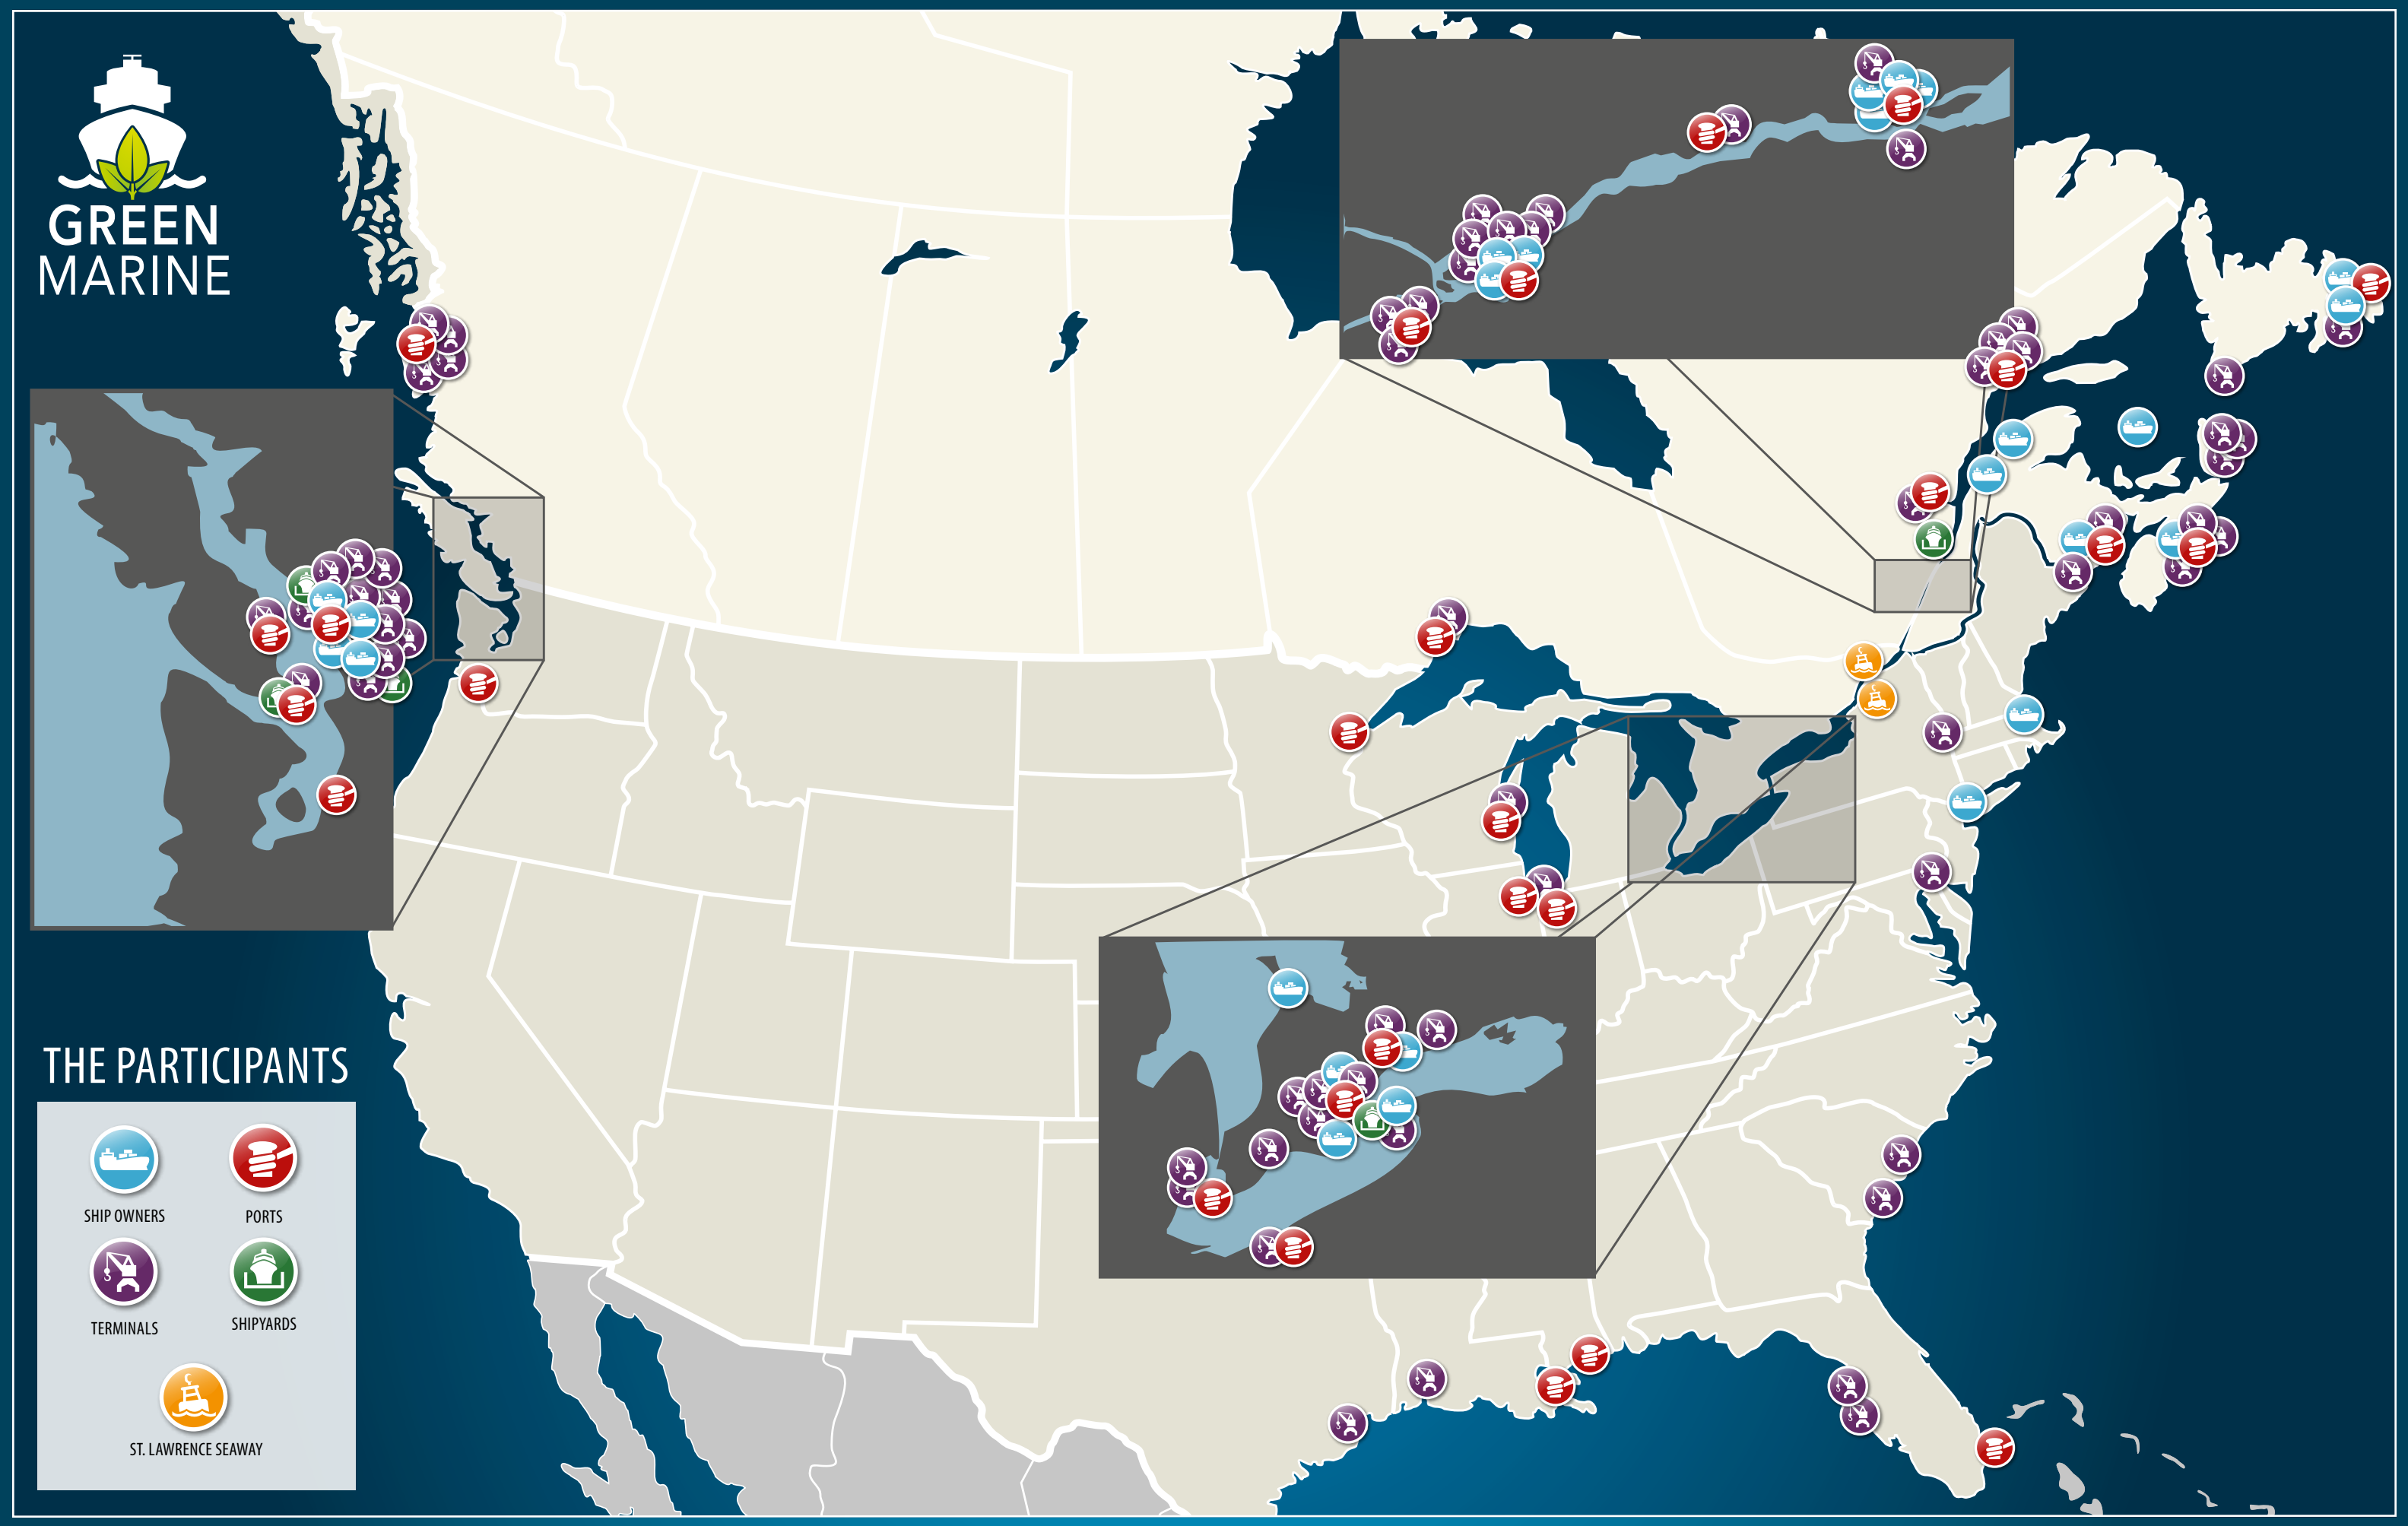 GREEN
MARINE
THE PARTICIPANTS
SHIP OWNERS
PORTS
TERMINALS
SHIPYARDS
ST. LAWRENCE SEAWAY